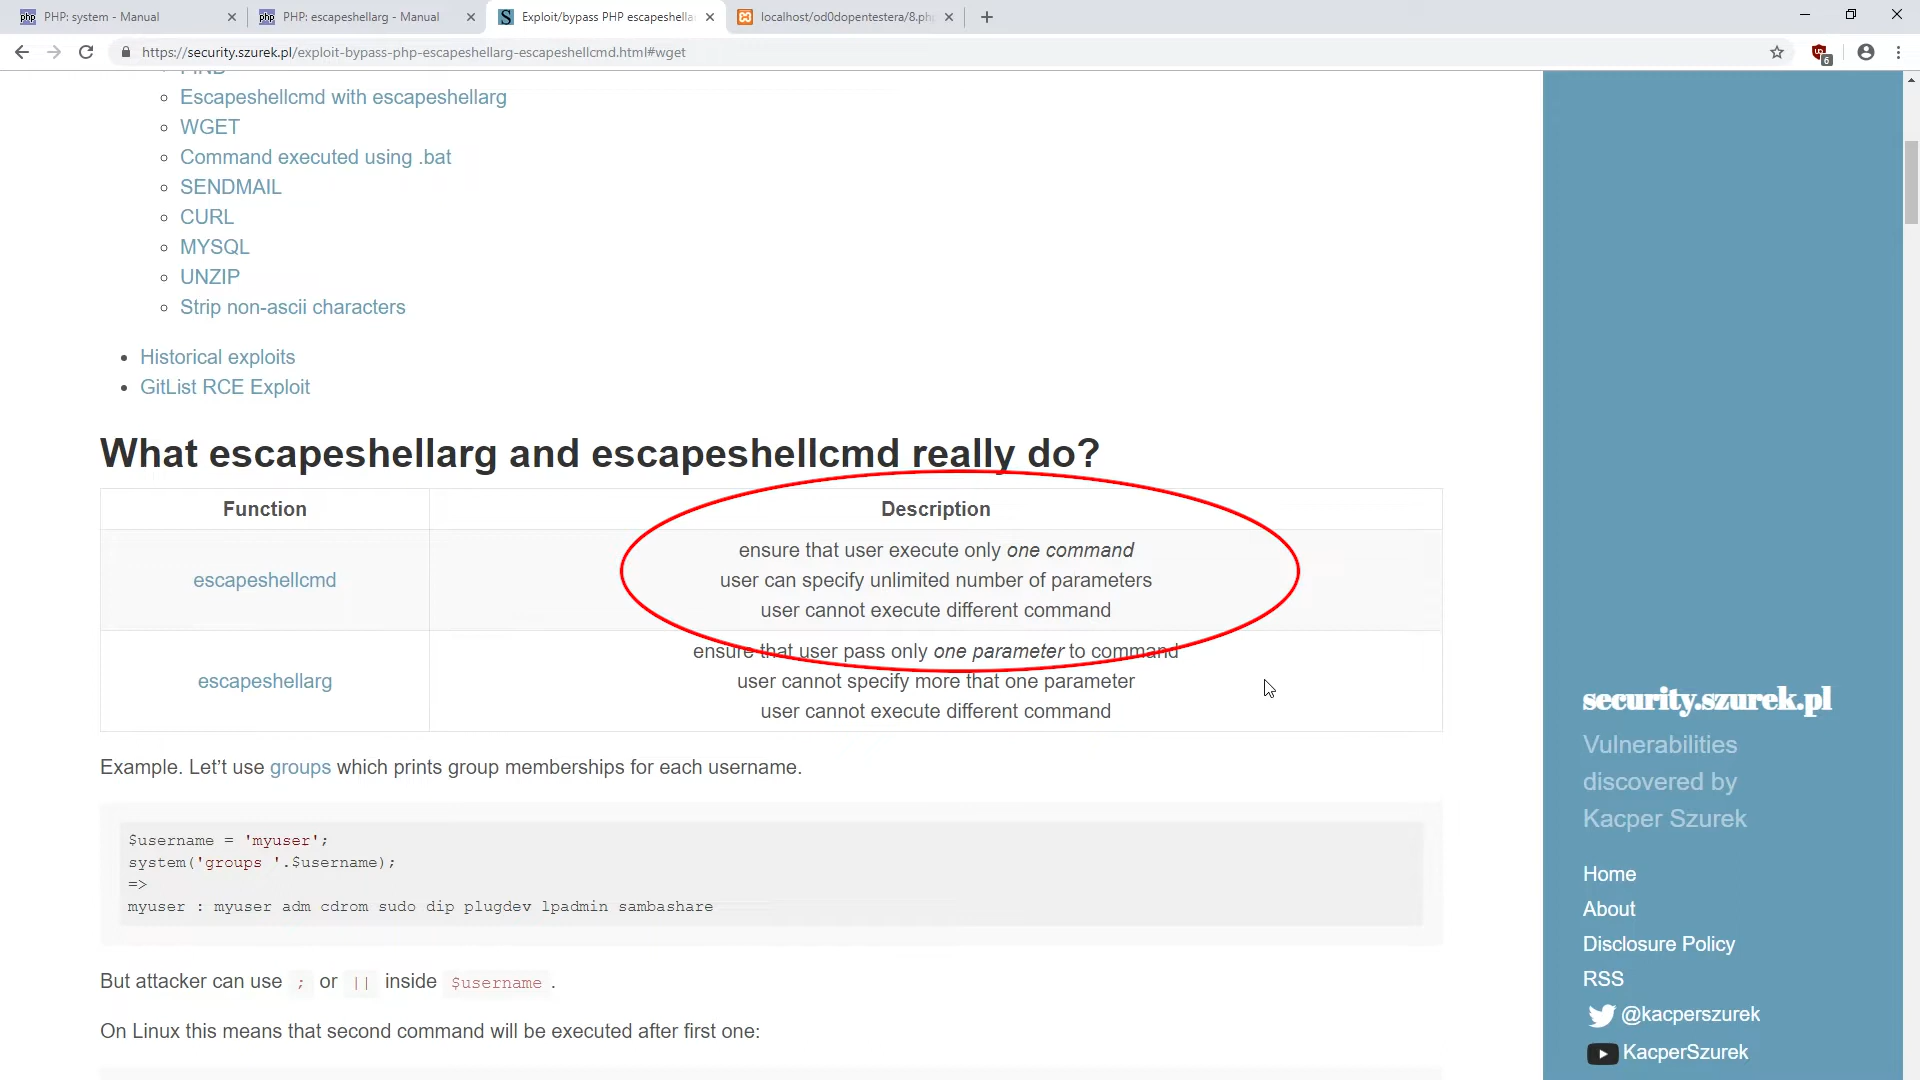 PHP: system - Manual
PHP: escapeshellarg - Manual
Exploit/bypass PHP escapeshella
localhost/od0dopentestera/8.ph
https://security.szurek.pl/exploit-bypass-php-escapeshellarg-escapeshellcmd.html#wget
6
FIND
Escapeshellcmd with escapeshellarg
WGET
Command executed using .bat
SENDMAIL
CURL
MYSQL
UNZIP
Strip non-ascii characters
Historical exploits
GitList RCE Exploit
What escapeshellarg and escapeshellcmd really do?
Function
Description
escapeshellcmd
ensure that user execute only one command
user can specify unlimited number of parameters
user cannot execute different command
escapeshellarg
ensure that user pass only one parameter to command
user cannot specify more that one parameter
user cannot execute different command
Example. Let’t use groups which prints group memberships for each username.
$username = 'myuser';
system('groups '.$username);
=>
myuser : myuser adm cdrom sudo dip plugdev lpadmin sambashare
But attacker can use ; or || inside $username .
On Linux this means that second command will be executed after first one:
security.szurek.pl
Vulnerabilities
discovered by
Kacper Szurek
Home
About
Disclosure Policy
RSS
@kacperszurek
KacperSzurek